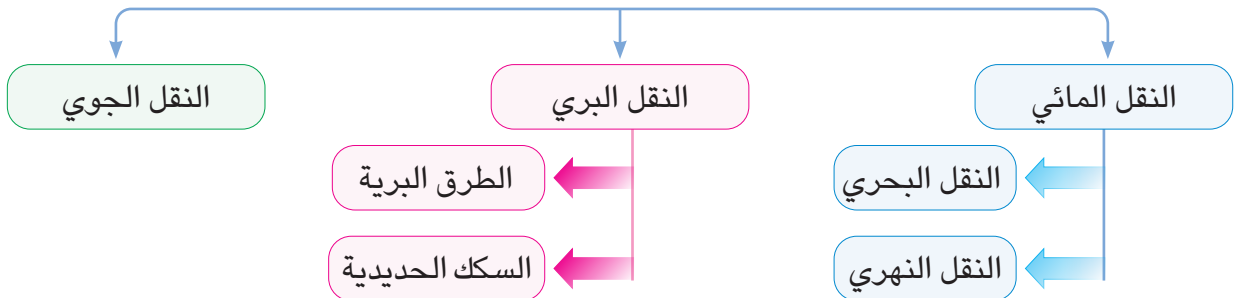 النقل المائي
النقل البري
النقل الجوي
النقل البحري
الطرق البرية
النقل النهري
السكك الحديدية